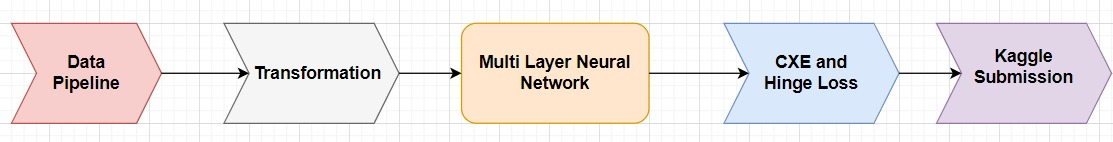 Data
Pipeline
Transformation
Multi Layer Neural
Network
CXE and
Hinge Loss
Kaggle
Submission